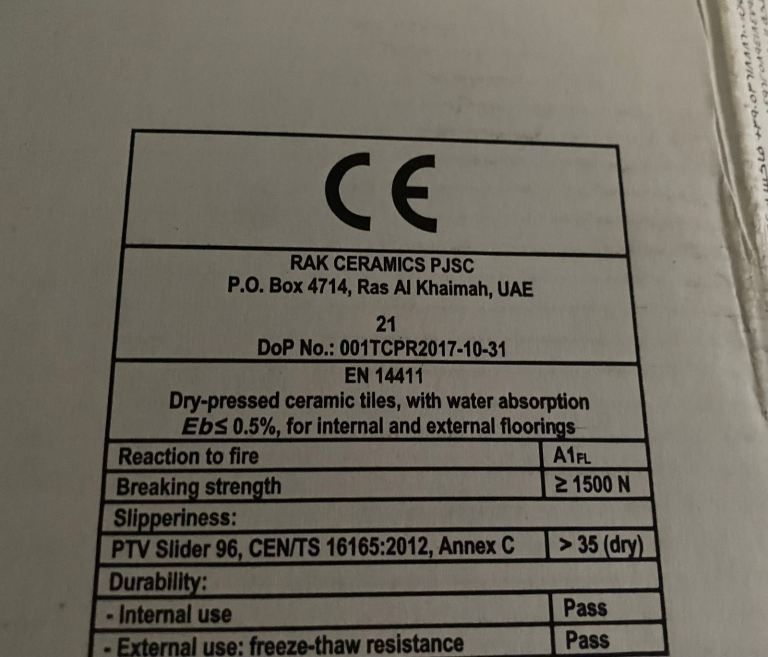 CE
RAK CERAMICS PJSC
P.O. Box 4714, Ras Al Khaimah, UAE
21
DoP No.: 001TCPR2017-10-31
EN 14411
Dry-pressed ceramic tiles, with water absorption
Eb≤ 0.5%, for internal and external floorings
Reaction to fire A1FL
Breaking strength ≥ 1500 N
Slipperiness:
PTV Slider 96, CEN/TS 16165:2012, Annex C > 35 (dry)
Durability:
- Internal use Pass
- External use: freeze-thaw resistance Pass